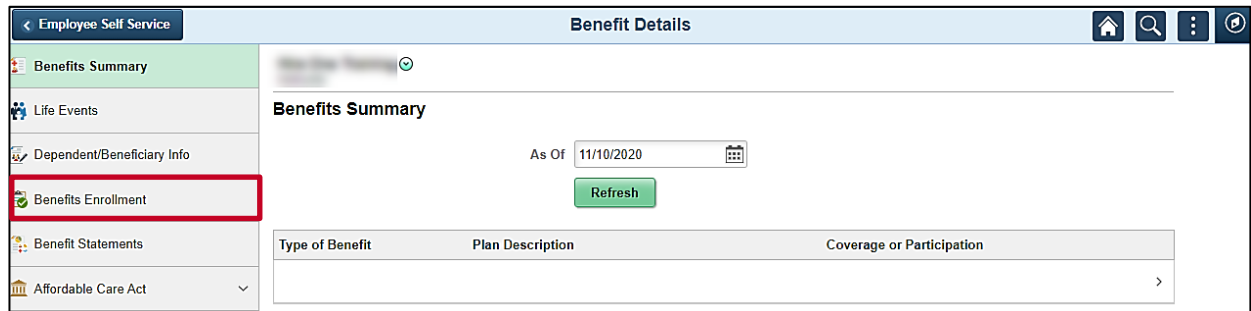 Employee Self Service
Benefit Details
Benefits Summary
Life Events
Dependent/Beneficiary Info
Benefits Enrollment
Benefit Statements
Affordable Care Act
Benefits Summary
As Of 11/10/2020
Refresh
Type of Benefit Plan Description Coverage or Participation